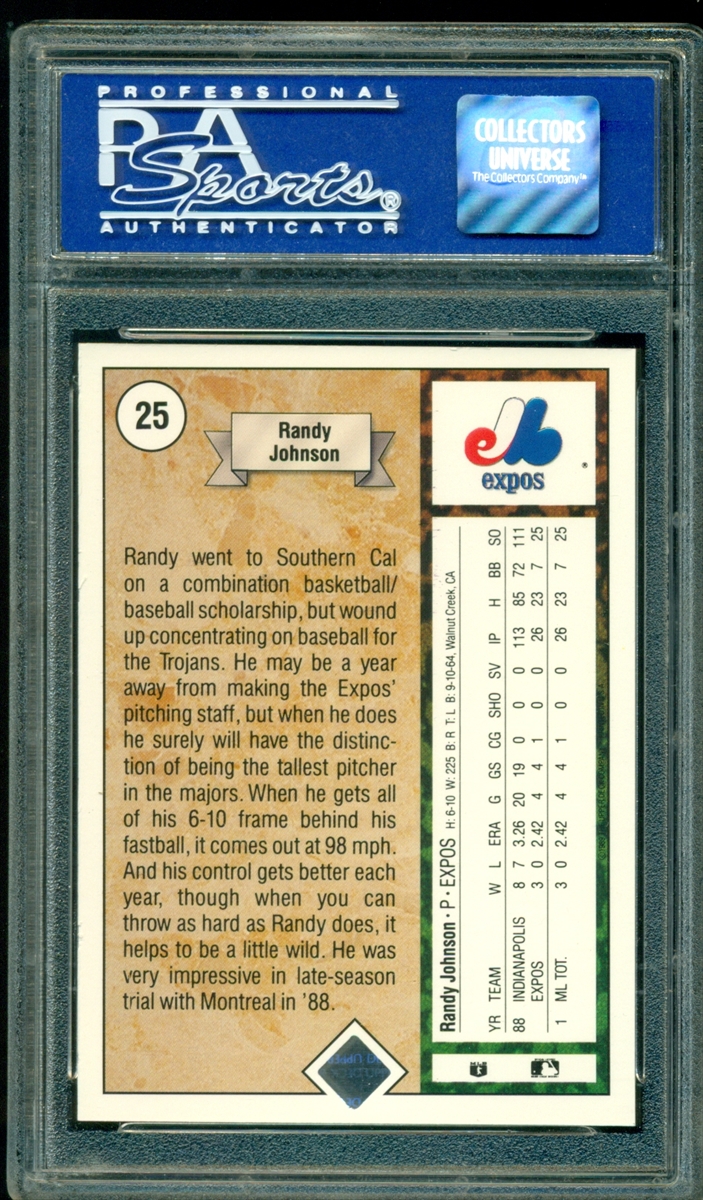 PROFESSIONAL
PSA
Sports®
AUTHENTICATOR
COLLECTORS
UNIVERSE
The Collectors Company™
25
Randy
Johnson
expos
®
Randy went to Southern Cal
on a combination basketball/
baseball scholarship, but wound
up concentrating on baseball for
the Trojans. He may be a year
away from making the Expos'
pitching staff, but when he does
he surely will have the distinc-
tion of being the tallest pitcher
in the majors. When he gets all
of his 6-10 frame behind his
fastball, it comes out at 98 mph.
And his control gets better each
year, though when you can
throw as hard as Randy does, it
helps to be a little wild. He was
very impressive in late-season
trial with Montreal in '88.
Randy Johnson · P · EXPOS H: 6-10 W: 225 B: R T: L B: 9-10-64, Walnut Creek, CA
YR TEAM W L ERA G GS CG SHO SV IP H BB SO
88 INDIANAPOLIS 8 7 3.26 20 19 0 0 0 113 85 72 111
EXPOS 3 0 2.42 4 4 1 0 0 26 23 7 25
1 ML TOT. 3 0 2.42 4 4 1 0 0 26 23 7 25